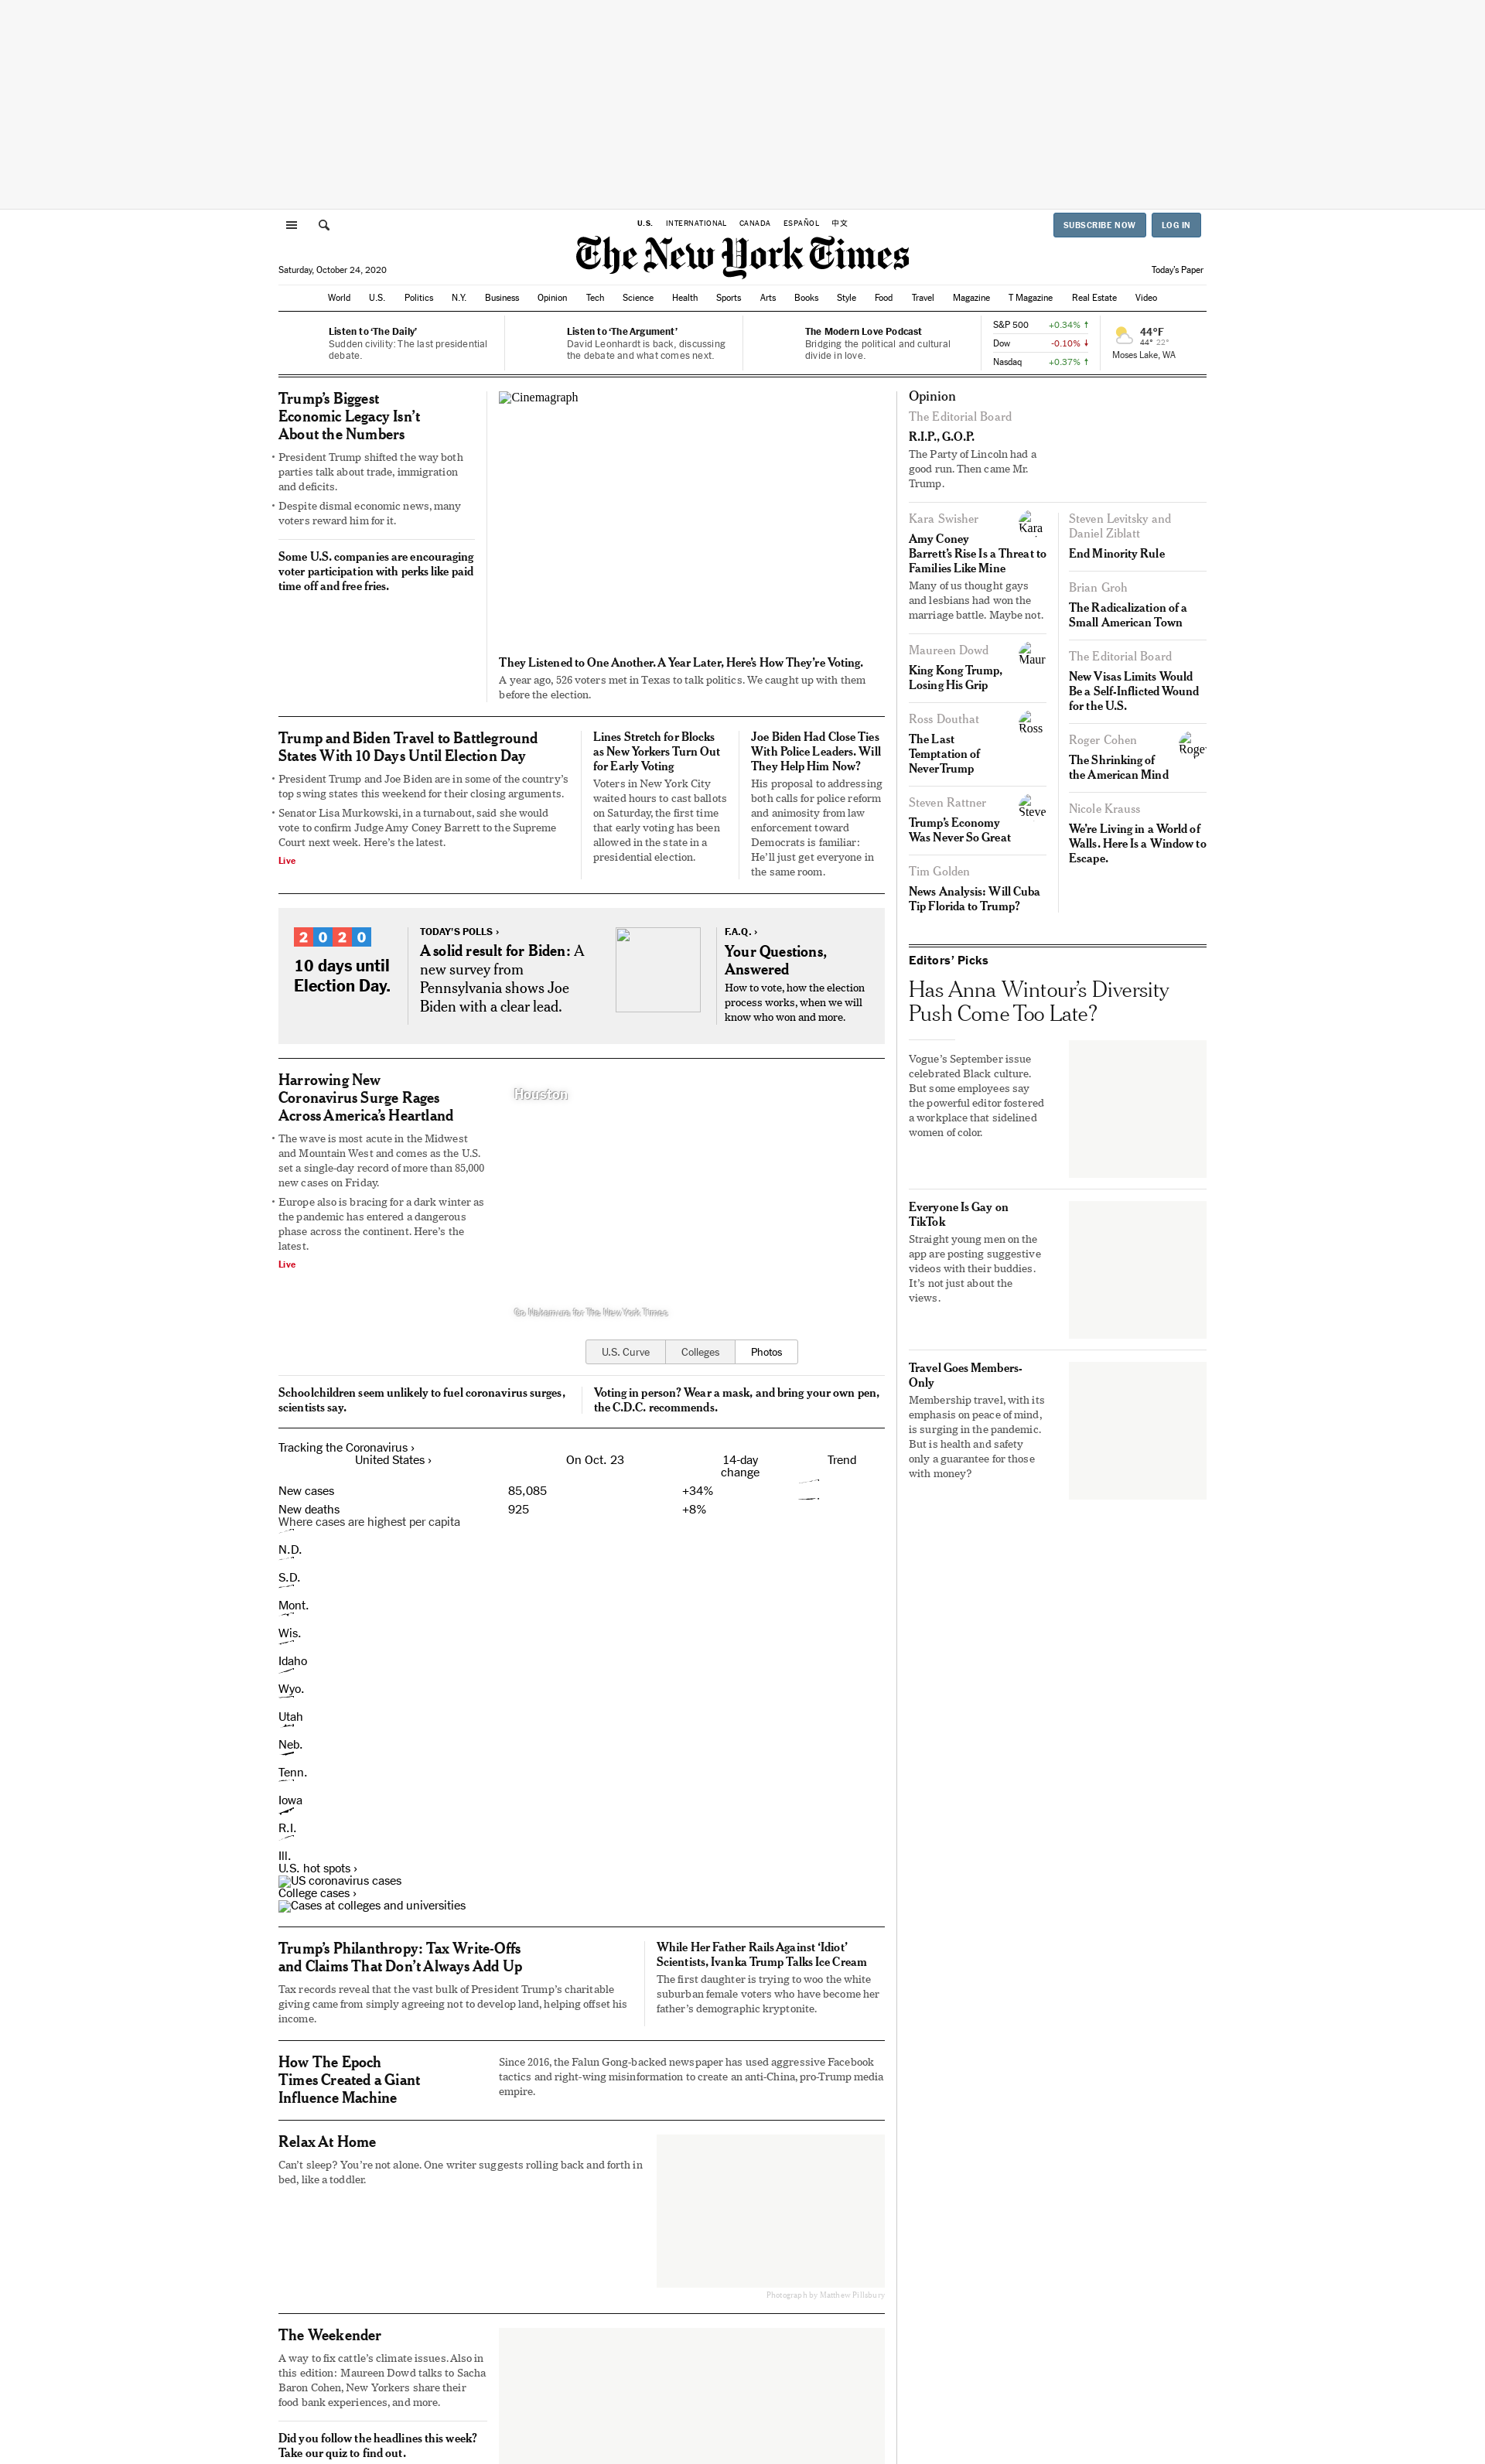 U.S. INTERNATIONAL CANADA ESPAÑOL 中文
SUBSCRIBE NOW LOG IN
The New York Times
Saturday, October 24, 2020
Today's Paper
World U.S. Politics N.Y. Business Opinion Tech Science Health Sports Arts Books Style Food Travel Magazine T Magazine Real Estate Video
Listen to ‘The Daily’
Sudden civility: The last presidential
debate.
Listen to ‘The Argument’
David Leonhardt is back, discussing
the debate and what comes next.
The Modern Love Podcast
Bridging the political and cultural
divide in love.
S&P 500 +0.34% ↑
Dow -0.10% ↓
Nasdaq +0.37% ↑
44°F
44° 22°
Moses Lake, WA
Trump’s Biggest
Economic Legacy Isn’t
About the Numbers
• President Trump shifted the way both
parties talk about trade, immigration
and deficits.
• Despite dismal economic news, many
voters reward him for it.
Some U.S. companies are encouraging
voter participation with perks like paid
time off and free fries.
Cinemagraph
They Listened to One Another. A Year Later, Here’s How They’re Voting.
A year ago, 526 voters met in Texas to talk politics. We caught up with them
before the election.
Trump and Biden Travel to Battleground
States With 10 Days Until Election Day
• President Trump and Joe Biden are in some of the country’s
top swing states this weekend for their closing arguments.
• Senator Lisa Murkowski, in a turnabout, said she would
vote to confirm Judge Amy Coney Barrett to the Supreme
Court next week. Here’s the latest.
Live
Lines Stretch for Blocks
as New Yorkers Turn Out
for Early Voting
Voters in New York City
waited hours to cast ballots
on Saturday, the first time
that early voting has been
allowed in the state in a
presidential election.
Joe Biden Had Close Ties
With Police Leaders. Will
They Help Him Now?
His proposal to addressing
both calls for police reform
and animosity from law
enforcement toward
Democrats is familiar:
He’ll just get everyone in
the same room.
2020
10 days until
Election Day.
TODAY’S POLLS ›
A solid result for Biden: A
new survey from
Pennsylvania shows Joe
Biden with a clear lead.
F.A.Q. ›
Your Questions,
Answered
How to vote, how the election
process works, when we will
know who won and more.
Harrowing New
Coronavirus Surge Rages
Across America’s Heartland
• The wave is most acute in the Midwest
and Mountain West and comes as the U.S.
set a single-day record of more than 85,000
new cases on Friday.
• Europe also is bracing for a dark winter as
the pandemic has entered a dangerous
phase across the continent. Here’s the
latest.
Live
Houston
Go Nakamura for The New York Times
U.S. Curve Colleges Photos
Schoolchildren seem unlikely to fuel coronavirus surges,
scientists say.
Voting in person? Wear a mask, and bring your own pen,
the C.D.C. recommends.
Tracking the Coronavirus ›
United States › On Oct. 23 14-day
change Trend
New cases 85,085 +34%
New deaths 925 +8%
Where cases are highest per capita
N.D.
S.D.
Mont.
Wis.
Idaho
Wyo.
Utah
Neb.
Tenn.
Iowa
R.I.
Ill.
U.S. hot spots ›
US coronavirus cases
College cases ›
Cases at colleges and universities
Trump’s Philanthropy: Tax Write-Offs
and Claims That Don’t Always Add Up
Tax records reveal that the vast bulk of President Trump’s charitable
giving came from simply agreeing not to develop land, helping offset his
income.
While Her Father Rails Against ‘Idiot’
Scientists, Ivanka Trump Talks Ice Cream
The first daughter is trying to woo the white
suburban female voters who have become her
father’s demographic kryptonite.
How The Epoch
Times Created a Giant
Influence Machine
Since 2016, the Falun Gong-backed newspaper has used aggressive Facebook
tactics and right-wing misinformation to create an anti-China, pro-Trump media
empire.
Relax At Home
Can’t sleep? You’re not alone. One writer suggests rolling back and forth in
bed, like a toddler.
Photograph by Matthew Pillsbury
The Weekender
A way to fix cattle’s climate issues. Also in
this edition: Maureen Dowd talks to Sacha
Baron Cohen, New Yorkers share their
food bank experiences, and more.
Did you follow the headlines this week?
Take our quiz to find out.
Opinion
The Editorial Board
R.I.P., G.O.P.
The Party of Lincoln had a
good run. Then came Mr.
Trump.
Kara Swisher
Kara
Amy Coney
Barrett’s Rise Is a Threat to
Families Like Mine
Many of us thought gays
and lesbians had won the
marriage battle. Maybe not.
Maureen Dowd
Maur
King Kong Trump,
Losing His Grip
Ross Douthat
Ross
The Last
Temptation of
NeverTrump
Steven Rattner
Steve
Trump’s Economy
Was Never So Great
Tim Golden
News Analysis: Will Cuba
Tip Florida to Trump?
Steven Levitsky and
Daniel Ziblatt
End Minority Rule
Brian Groh
The Radicalization of a
Small American Town
The Editorial Board
New Visas Limits Would
Be a Self-Inflicted Wound
for the U.S.
Roger Cohen
Roge
The Shrinking of
the American Mind
Nicole Krauss
We’re Living in a World of
Walls. Here Is a Window to
Escape.
Editors’ Picks
Has Anna Wintour’s Diversity
Push Come Too Late?
Vogue’s September issue
celebrated Black culture.
But some employees say
the powerful editor fostered
a workplace that sidelined
women of color.
Everyone Is Gay on
TikTok
Straight young men on the
app are posting suggestive
videos with their buddies.
It’s not just about the
views.
Travel Goes Members-
Only
Membership travel, with its
emphasis on peace of mind,
is surging in the pandemic.
But is health and safety
only a guarantee for those
with money?